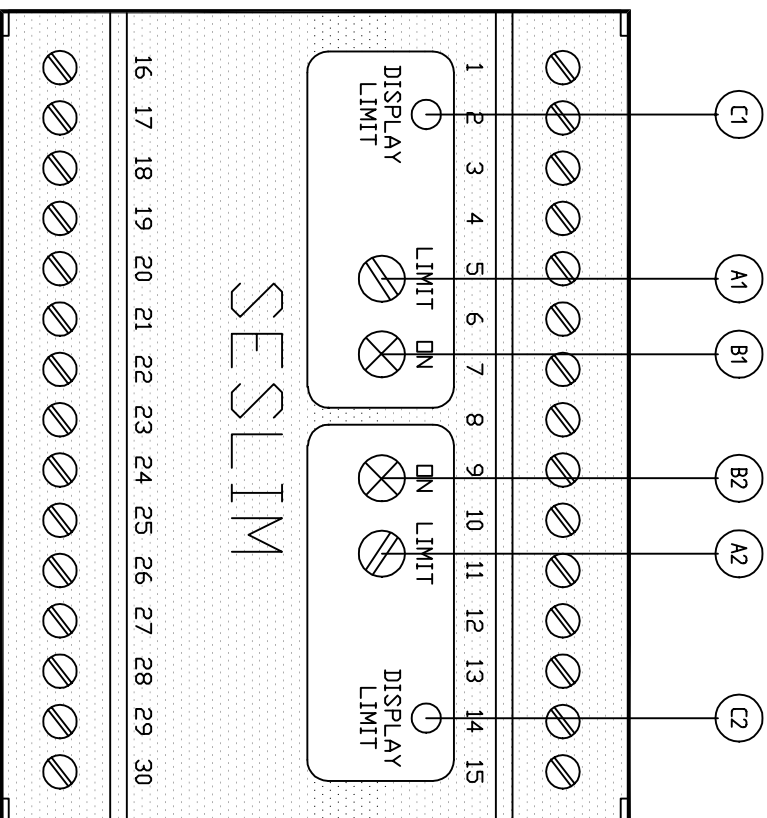 C1 A1 B1 B2 A2 C2
1 2 3 4 5 6 7 8 9 10 11 12 13 14 15
LIMIT ON ON LIMIT
DISPLAY
LIMIT
DISPLAY
LIMIT
SESLIM
16 17 18 19 20 21 22 23 24 25 26 27 28 29 30